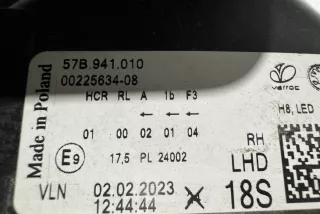 57B.941.010
00225634-08
varroc
HCR RL A 1b F3
← ← ←
H8, LED
01 00 02 01 04
RH
Made in Poland
E9
17,5 PL 24002
LHD
VLN 02.02.2023
12:44:44
18S